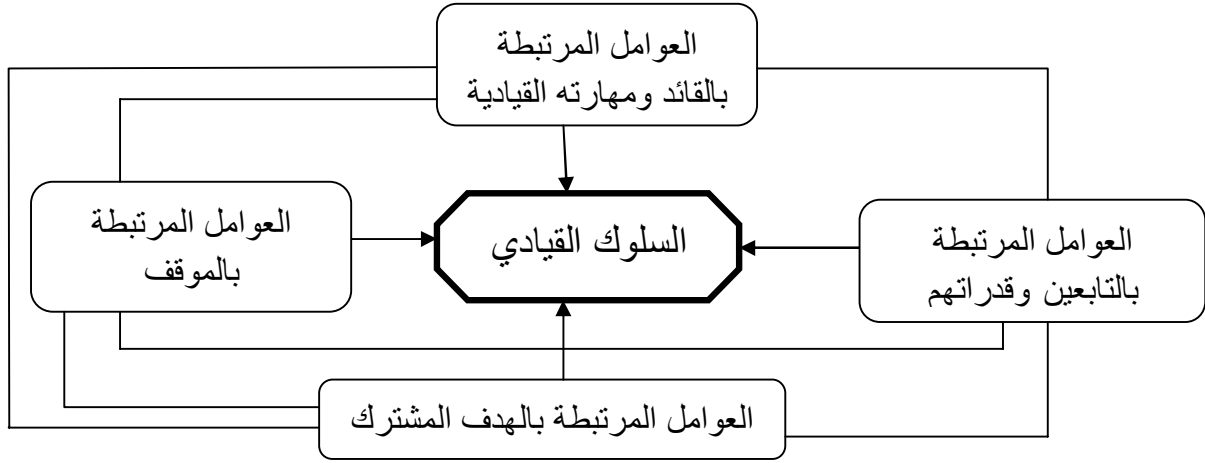 العوامل المرتبطة
بالقائد ومهارته القيادية
العوامل المرتبطة
بالتابعين وقدراتهم
السلوك القيادي
العوامل المرتبطة
بالموقف
العوامل المرتبطة بالهدف المشترك